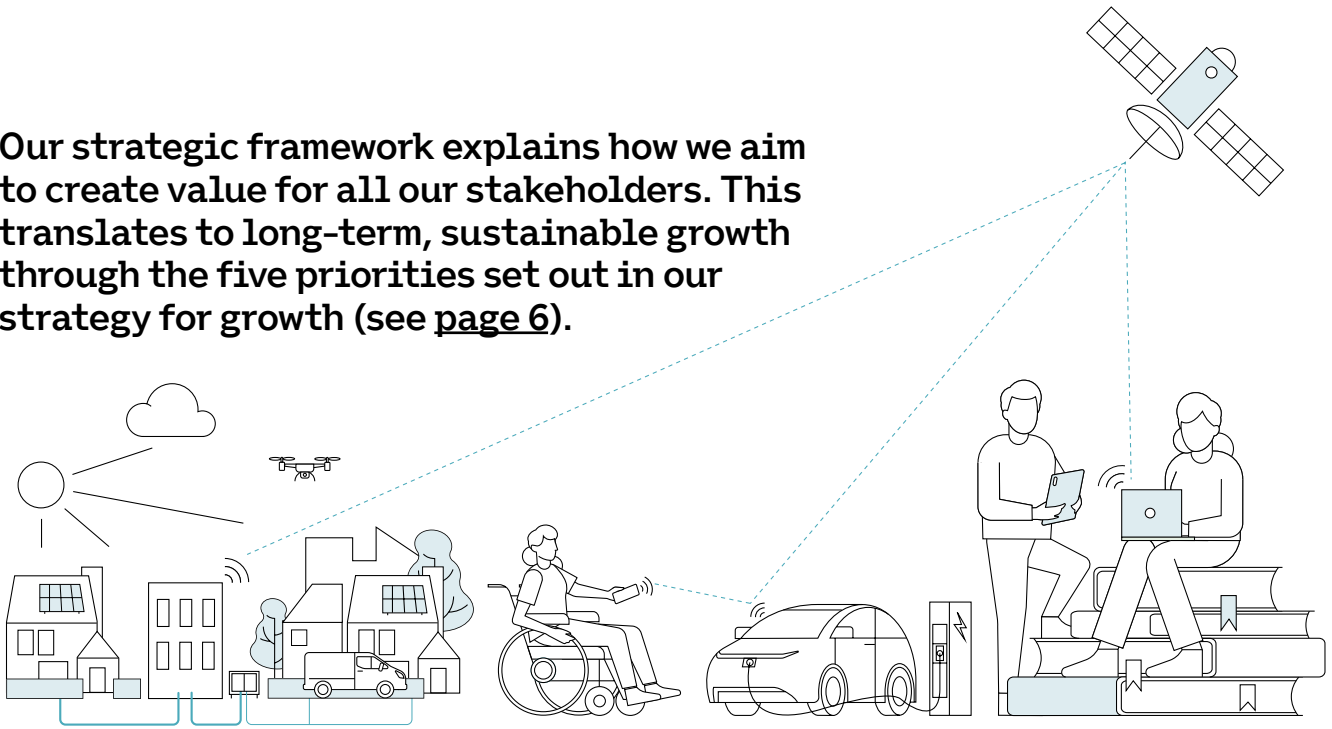 Our strategic framework explains how we aim
to create value for all our stakeholders. This
translates to long-term, sustainable growth
through the five priorities set out in our
strategy for growth (see page 6).